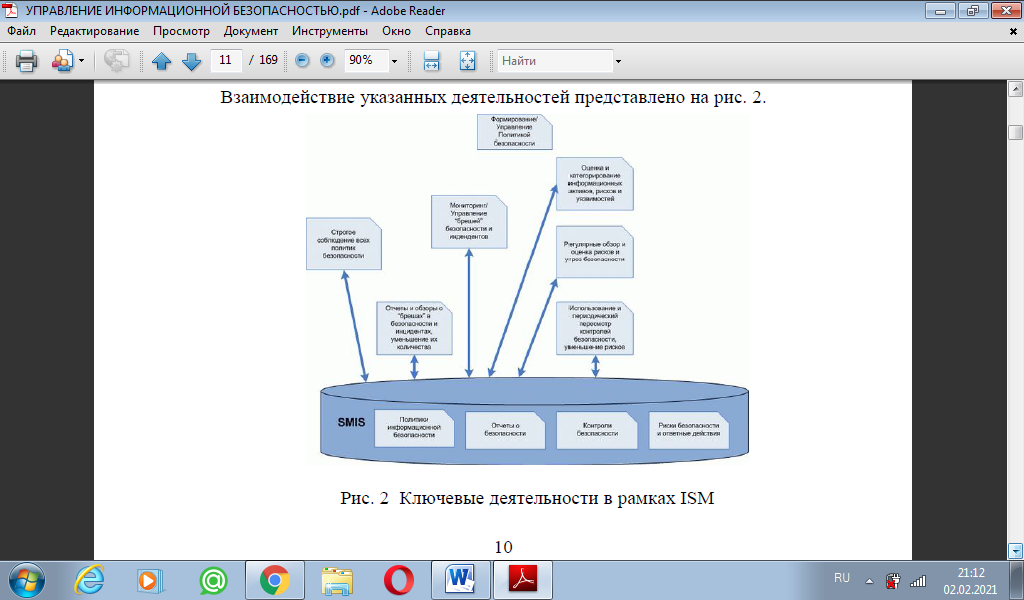 УПРАВЛЕНИЕ ИНФОРМАЦИОННОЙ БЕЗОПАСНОСТЬЮ.pdf - Adobe Reader
Файл Редактирование Просмотр Документ Инструменты Окно Справка
11 / 169 90% Найти
Взаимодействие указанных деятельностей представлено на рис. 2.
Формирование/
Управление
Политикой
безопасности
Оценка и
категорирование
информационных
активов, рисков и
уязвимостей
Мониторинг/
Управление
"брешей"
безопасности и
инцидентов
Строгое
соблюдение всех
политик
безопасности
Регулярные обзор и
оценка рисков и
угроз безопасности
Отчеты и обзоры о
"брешах" в
безопасности и
инцидентах,
уменьшение их
количества
Использование и
периодический
пересмотр
контролей
безопасности,
уменьшение рисков
SMIS
Политики
информационной
безопасности
Отчеты о
безопасности
Контроли
безопасности
Риски безопасности
и ответные действия
Рис. 2 Ключевые деятельности в рамках ISM
10
RU
21:12
02.02.2021